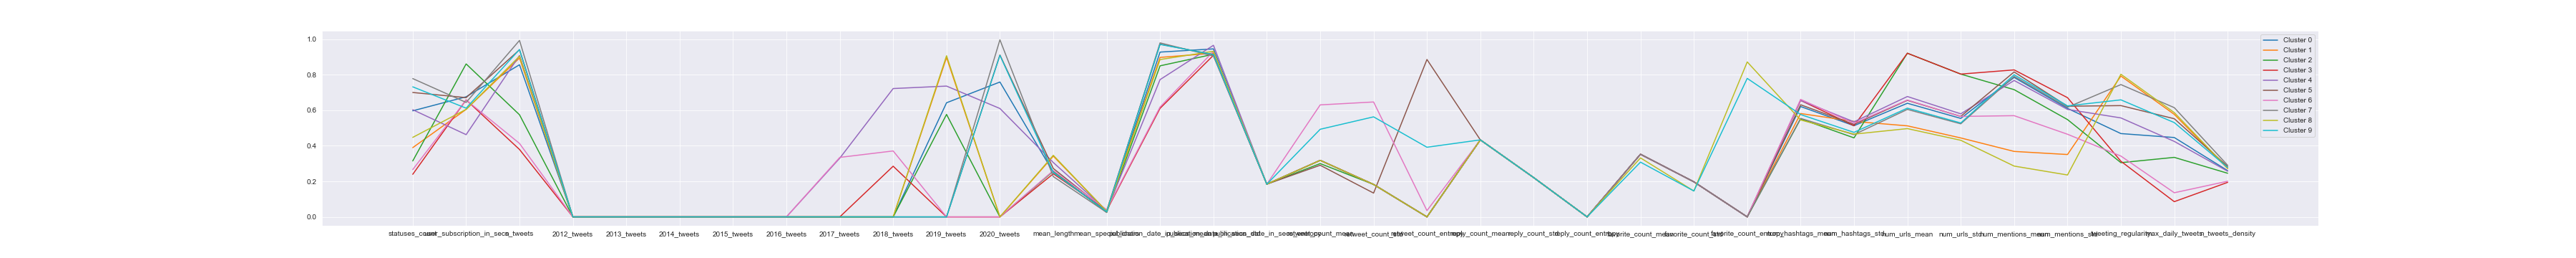 1.0
0.8
0.6
0.4
0.2
0.0
Cluster 0
Cluster 1
Cluster 2
Cluster 3
Cluster 4
Cluster 5
Cluster 6
Cluster 7
Cluster 8
Cluster 9
statuses_count
n_tweets
2012_tweets
2013_tweets
2014_tweets
2015_tweets
2016_tweets
2017_tweets
2018_tweets
2019_tweets
2020_tweets
mean_length
retweet_count_std
retweet_count_entropy
reply_count_mean
reply_count_std
reply_count_entropy
favorite_count_mean
favorite_count_std
favorite_count_entropy
num_hashtags_mean
num_hashtags_std
num_urls_mean
num_urls_std
num_mentions_mean
num_mentions_std
tweeting_regularity
max_daily_tweets
n_tweets_density